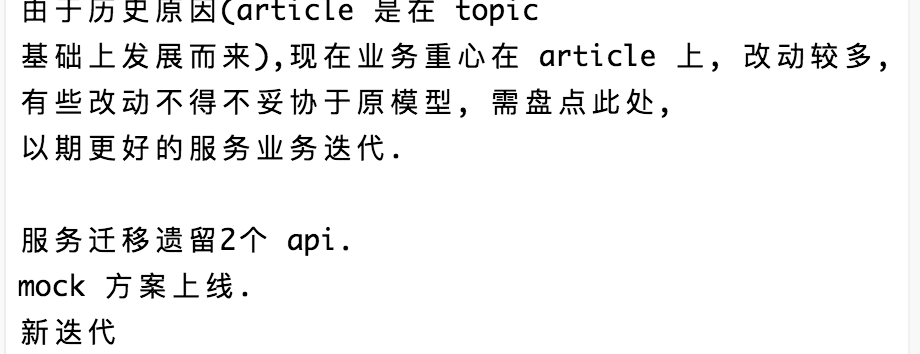 由于历史原因(article 是在 topic
基础上发展而来),现在业务重心在 article 上, 改动较多,
有些改动不得不妥协于原模型, 需盘点此处,
以期更好的服务业务迭代.
服务迁移遗留2个 api.
mock 方案上线.
新迭代